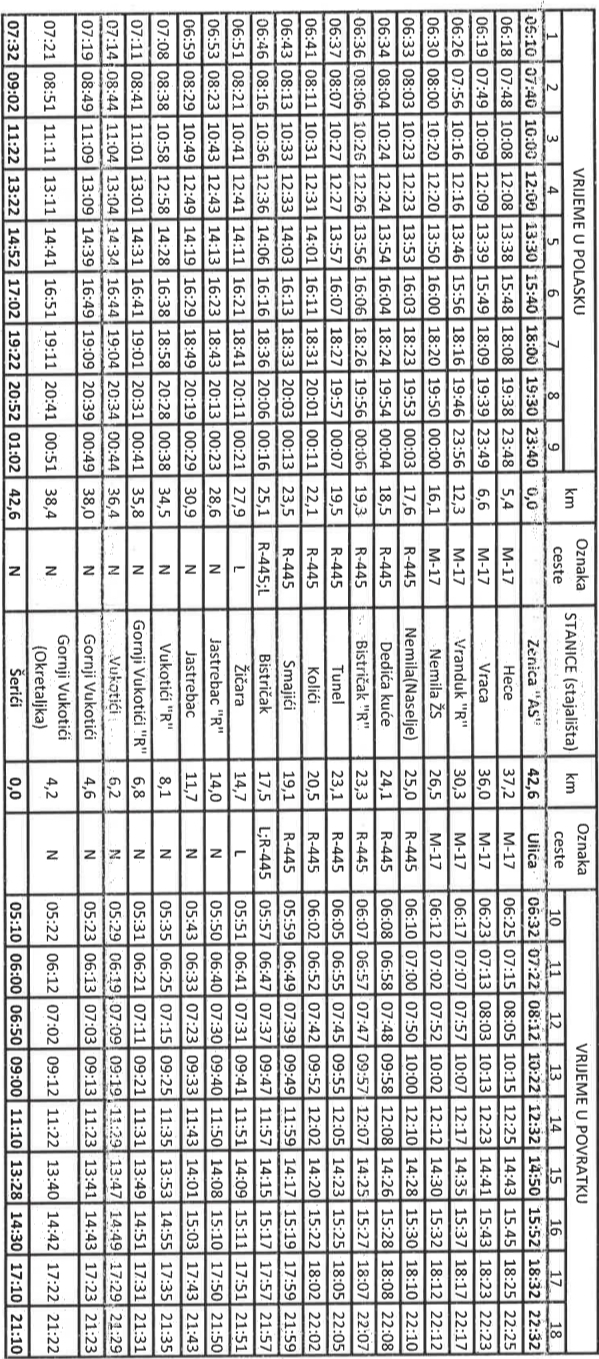 VRIJEME U POLASKU km Oznaka ceste STANICE (stajališta) km Oznaka ceste VRIJEME U POVRATKU
1 2 3 4 5 6 7 8 9 10 11 12 13 14 15 16 17 18
06:10 07:40 10:00 12:00 13:30 15:40 18:00 19:30 23:40 0,0 Zenica "AS" 42,6 Ulica 06:32 07:22 08:12 10:22 12:32 14:50 15:52 18:32 22:32
06:18 07:48 10:08 12:08 13:38 15:48 18:08 19:38 23:48 5,4 M-17 Hece 37,2 M-17 06:25 07:15 08:05 10:15 12:25 14:43 15.45 18:25 22:25
06:19 07:49 10:09 12:09 13:39 15:49 18:09 19:39 23:49 6,6 M-17 Vraca 36,0 M-17 06:23 07:13 08:03 10:13 12:23 14:41 15:43 18:23 22:23
06:26 07:56 10:16 12:16 13:46 15:56 18:16 19:46 23:56 12,3 M-17 Vranduk "R" 30,3 M-17 06:17 07:07 07:57 10:07 12:17 14:35 15:37 18:17 22:17
06:30 08:00 10:20 12:20 13:50 16:00 18:20 19:50 00:00 16,1 M-17 Nemila ŽS 26,5 M-17 06:12 07:02 07:52 10:02 12:12 14:30 15:32 18:12 22:12
06:33 08:03 10:23 12:23 13:53 16:03 18:23 19:53 00:03 17,6 R-445 Nemila(Naselje) 25,0 R-445 06:10 07:00 07:50 10:00 12:10 14:28 15:30 18:10 22:10
06:34 08:04 10:24 12:24 13:54 16:04 18:24 19:54 00:04 18,5 R-445 Dedića kuće 24,1 R-445 06:08 06:58 07:48 09:58 12:08 14:26 15:28 18:08 22:08
06:36 08:06 10:26 12:26 13:56 16:06 18:26 19:56 00:06 19,3 R-445 Bistričak "R" 23,3 R-445 06:07 06:57 07:47 09:57 12:07 14:25 15:27 18:07 22:07
06:37 08:07 10:27 12:27 13:57 16:07 18:27 19:57 00:07 19,5 R-445 Tunel 23,1 R-445 06:05 06:55 07:45 09:55 12:05 14:23 15:25 18:05 22:05
06:41 08:11 10:31 12:31 14:01 16:11 18:31 20:01 00:11 22,1 R-445 Kolići 20,5 R-445 06:02 06:52 07:42 09:52 12:02 14:20 15:22 18:02 22:02
06:43 08:13 10:33 12:33 14:03 16:13 18:33 20:03 00:13 23,5 R-445 Smajići 19,1 R-445 05:59 06:49 07:39 09:49 11:59 14:17 15:19 17:59 21:59
06:46 08:16 10:36 12:36 14:06 16:16 18:36 20:06 00:16 25,1 R-445;L Bistričak 17,5 L;R-445 05:57 06:47 07:37 09:47 11:57 14:15 15:17 17:57 21:57
06:51 08:21 10:41 12:41 14:11 16:21 18:41 20:11 00:21 27,9 L Žičara 14,7 L 05:51 06:41 07:31 09:41 11:51 14:09 15:11 17:51 21:51
06:53 08:23 10:43 12:43 14:13 16:23 18:43 20:13 00:23 28,6 N Jastrebac "R" 14,0 N 05:50 06:40 07:30 09:40 11:50 14:08 15:10 17:50 21:50
06:59 08:29 10:49 12:49 14:19 16:29 18:49 20:19 00:29 30,9 N Jastrebac 11,7 N 05:43 06:33 07:23 09:33 11:43 14:01 15:03 17:43 21:43
07:08 08:38 10:58 12:58 14:28 16:38 18:58 20:28 00:38 34,5 N Vukotići "R" 8,1 N 05:35 06:25 07:15 09:25 11:35 13:53 14:55 17:35 21:35
07:11 08:41 11:01 13:01 14:31 16:41 19:01 20:31 00:41 35,8 N Gornji Vukotići "R" 6,8 N 05:31 06:21 07:11 09:21 11:31 13:49 14:51 17:31 21:31
07:14 08:44 11:04 13:04 14:34 16:44 19:04 20:34 00:44 36,4 N Vukotići 6,2 N 05:29 06:19 07:09 09:19 11:29 13:47 14:49 17:29 21:29
07:19 08:49 11:09 13:09 14:39 16:49 19:09 20:39 00:49 38,0 N Gornji Vukotići 4,6 N 05:23 06:13 07:03 09:13 11:23 13:41 14:43 17:23 21:23
07:21 08:51 11:11 13:11 14:41 16:51 19:11 20:41 00:51 38,4 N Gornji Vukotići (Okretaljka) 4,2 N 05:22 06:12 07:02 09:12 11:22 13:40 14:42 17:22 21:22
07:32 09:02 11:22 13:22 14:52 17:02 19:22 20:52 01:02 42,6 N Šerići 0,0 05:10 06:00 06:50 09:00 11:10 13:28 14:30 17:10 21:10